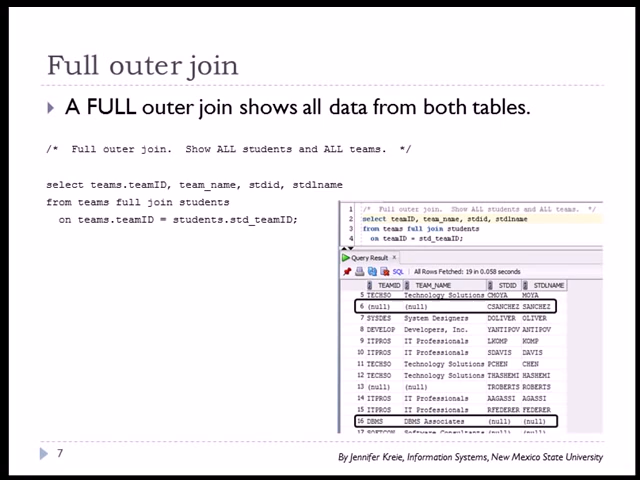 Full outer join
A FULL outer join shows all data from both tables.
/* Full outer join. Show ALL students and ALL teams. */
select teams.teamID, team_name, stdid, stdlname
from teams full join students
on teams.teamID = students.std_teamID;
1 /* Full outer join. Show ALL students and ALL teams. */
2 select teamID, team_name, stdid, stdlname
3 from teams full join students
4 on teamID = std_teamID;
Query Result x
SQL | All Rows Fetched: 19 in 0.058 seconds
TEAMID TEAM_NAME STDID STDLNAME
5 TECHSO Technology Solutions CMOYA MOYA
6 (null) (null) CSANCHEZ SANCHEZ
7 SYSDES System Designers DOLIVER OLIVER
8 DEVELOP Developers, Inc. YANTIPOV ANTIPOV
9 ITPROS IT Professionals LKOMP KOMP
10 ITPROS IT Professionals SDAVIS DAVIS
11 TECHSO Technology Solutions PCHEN CHEN
12 TECHSO Technology Solutions THASHEMI HASHEMI
13 (null) (null) TROBERTS ROBERTS
14 ITPROS IT Professionals AAGASSI AGASSI
15 ITPROS IT Professionals RFEDERER FEDERER
16 DBMS DBMS Associates (null) (null)
7
By Jennifer Kreie, Information Systems, New Mexico State University